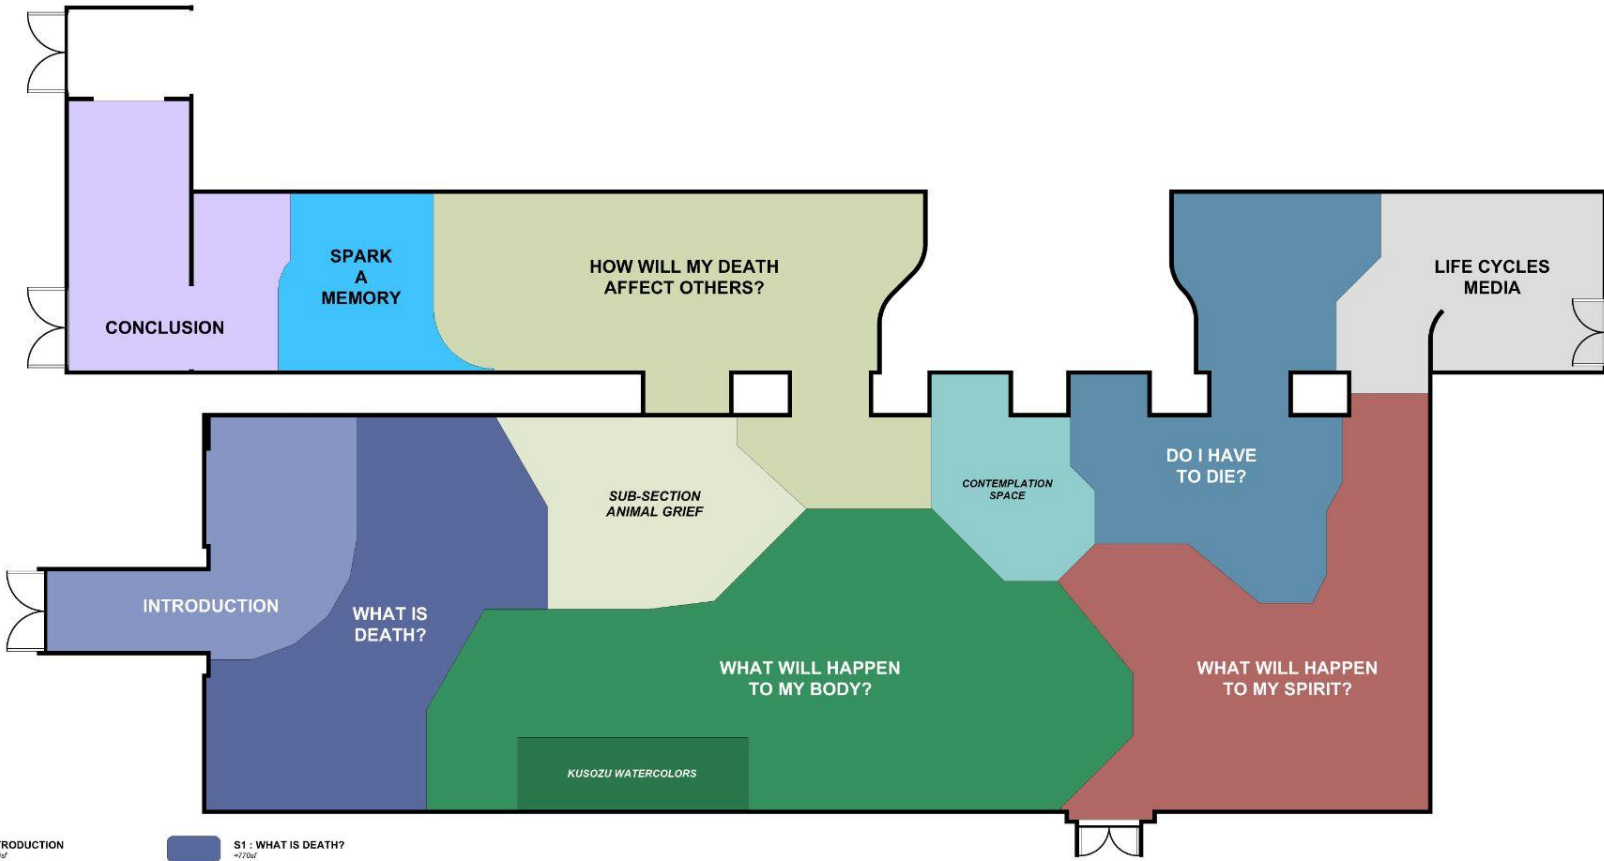 SPARK
A
MEMORY
HOW WILL MY DEATH
AFFECT OTHERS?
LIFE CYCLES
MEDIA
CONCLUSION
DO I HAVE
TO DIE?
CONTEMPLATION
SPACE
SUB-SECTION
ANIMAL GRIEF
INTRODUCTION
WHAT IS
DEATH?
WHAT WILL HAPPEN
TO MY BODY?
WHAT WILL HAPPEN
TO MY SPIRIT?
KUSOZU WATERCOLORS
RODUCTION
S1 : WHAT IS DEATH?
≈770sf